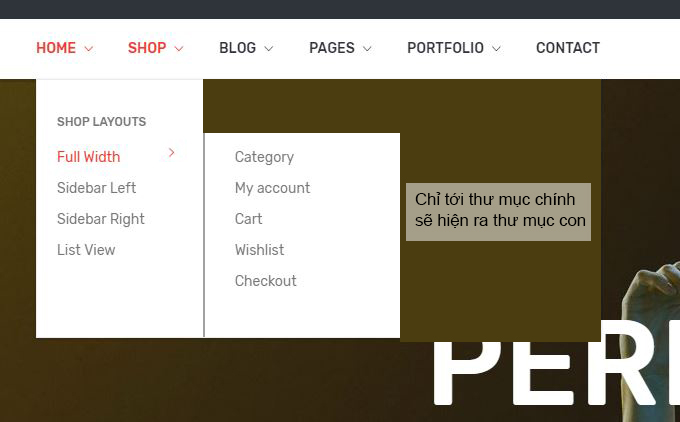 HOME SHOP BLOG PAGES PORTFOLIO CONTACT
SHOP LAYOUTS
Full Width
Sidebar Left
Sidebar Right
List View
Category
My account
Cart
Wishlist
Checkout
Chỉ tới thư mục chính
sẽ hiện ra thư mục con